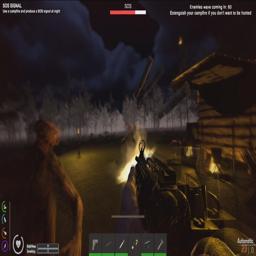 SOS SIGNAL
Use a campfire and produce a SOS signal at night
SOS
Enemies wave coming in: 60
Extinguish your campfire if you don't want to be hunted
Automatic